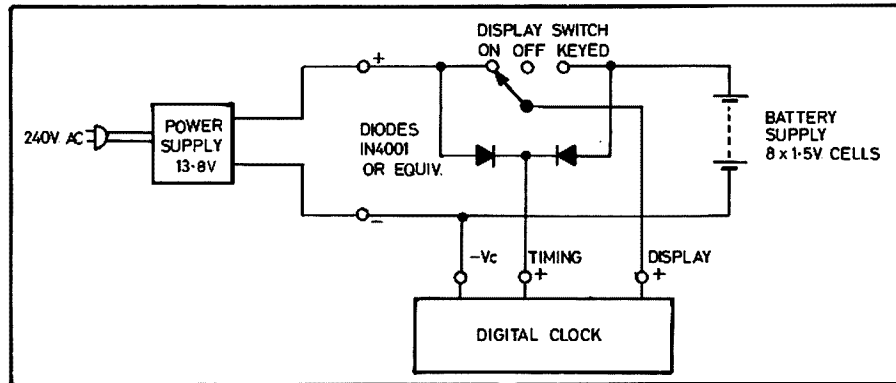 DISPLAY SWITCH
ON OFF KEYED
+
240V AC
POWER
SUPPLY
13·8V
DIODES
IN4001
OR EQUIV.
BATTERY
SUPPLY
8 x 1·5V CELLS
−
−Vc TIMING DISPLAY
+ +
DIGITAL CLOCK